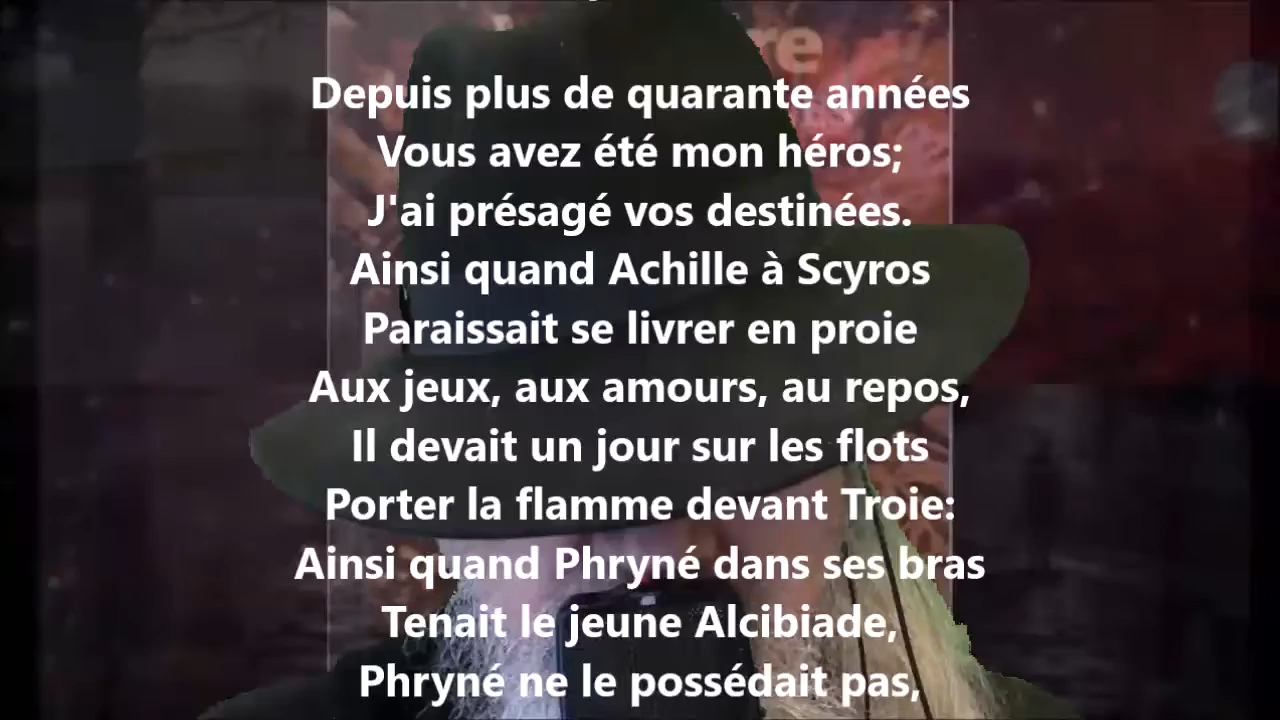 re
Depuis plus de quarante années
Vous avez été mon héros;
J'ai présagé vos destinées.
Ainsi quand Achille à Scyros
Paraissait se livrer en proie
Aux jeux, aux amours, au repos,
Il devait un jour sur les flots
Porter la flamme devant Troie:
Ainsi quand Phryné dans ses bras
Tenait le jeune Alcibiade,
Phryné ne le possédait pas,